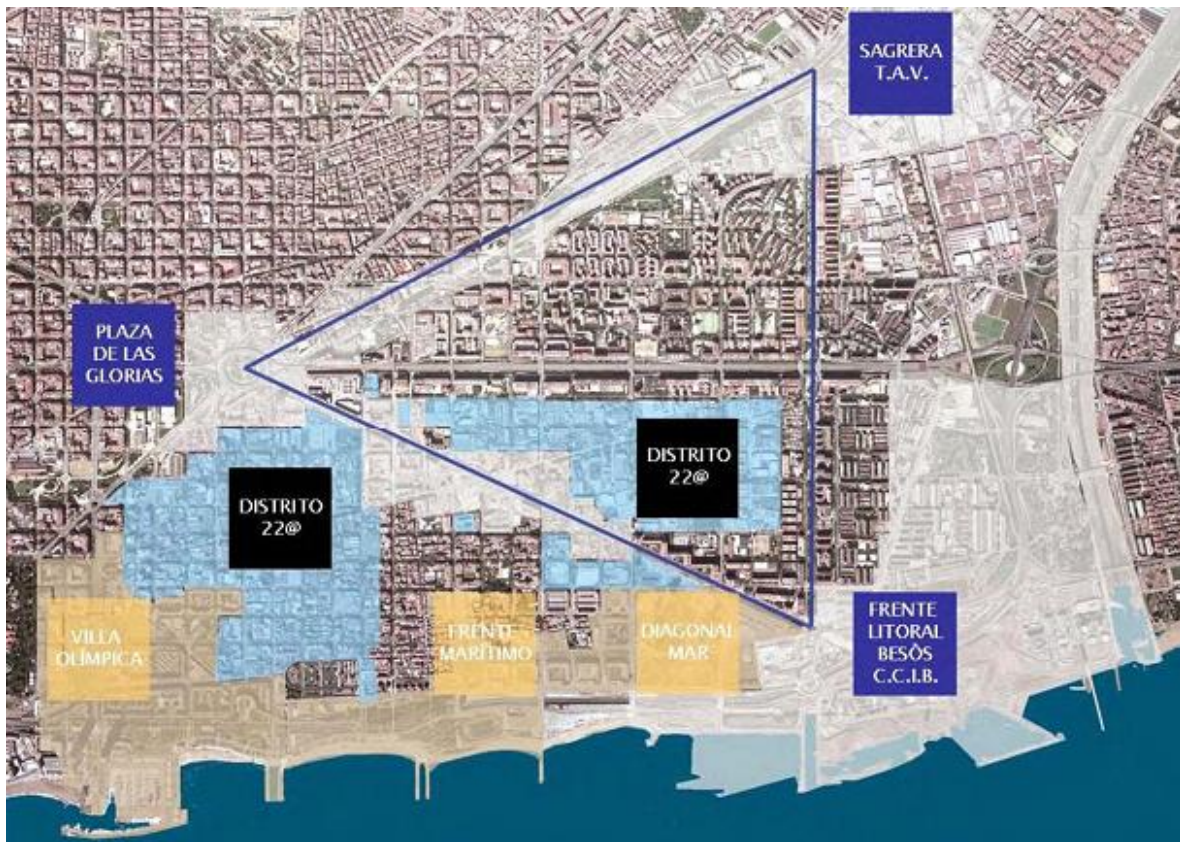 SAGRERA
T.A.V.
PLAZA
DE LAS
GLORIAS
DISTRITO
22@
DISTRITO
22@
VILLA
OLÍMPICA
FRENTE
MARÍTIMO
DIAGONAL
MAR
FRENTE
LITORAL
BESÒS
C.C.I.B.